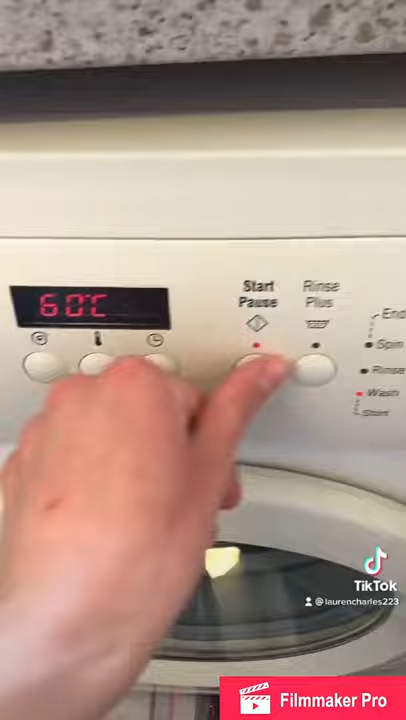 60°C
Start
Pause
Rinse
Plus
End
Spin
Rinse
Wash
Start
TikTok
@laurencharles223
Filmmaker Pro